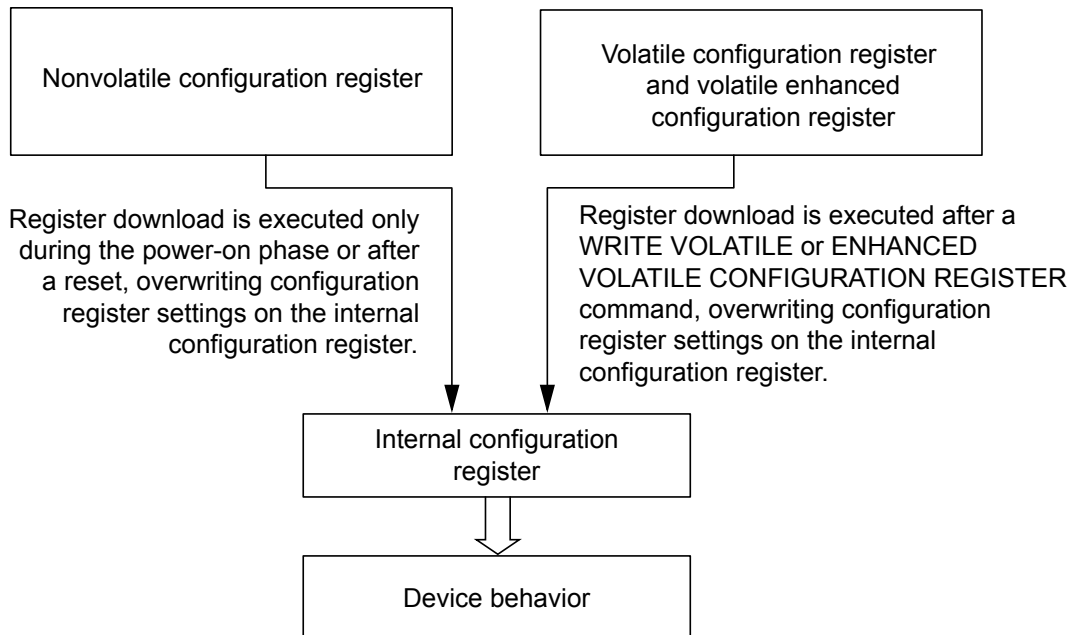 Nonvolatile configuration register
Volatile configuration register
and volatile enhanced
configuration register
Register download is executed only
during the power-on phase or after
a reset, overwriting configuration
register settings on the internal
configuration register.
Register download is executed after a
WRITE VOLATILE or ENHANCED
VOLATILE CONFIGURATION REGISTER
command, overwriting configuration
register settings on the internal
configuration register.
Internal configuration
register
Device behavior